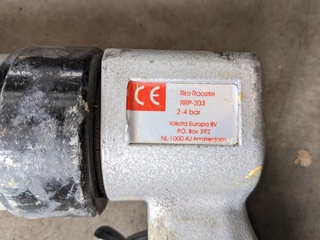 CE
RED ROOSTER
RRP-203
2-4 bar
Yokota Europa BV
P.O. Box 392
NL-1000 AJ Amsterdam